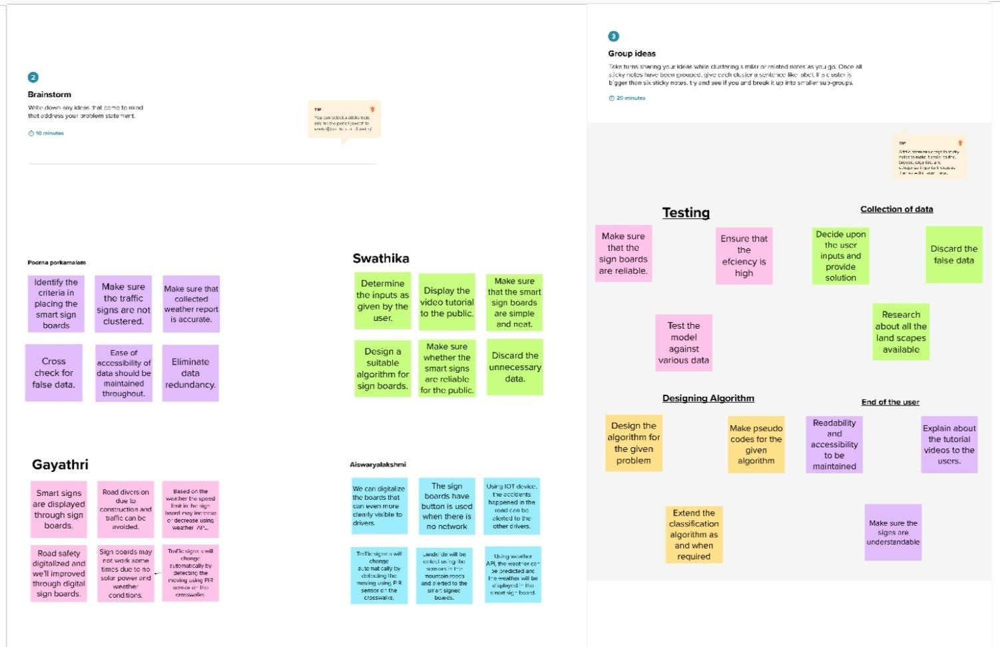 2
Brainstorm
Write down any ideas that come to mind
that address your problem statement.
10 minutes
TIP
You can select a sticky note
and hit the pencil
Poorna porkamalam
Identify the
criteria in
placing the
smart sign
boards
Make sure
the traffic
signs are not
clustered.
Make sure that
collected
weather report
is accurate.
Cross
check for
false data.
Ease of
accessibility of
data should be
maintained
throughout.
Eliminate
data
redundancy.
Swathika
Determine
the inputs as
given by the
user.
Display the
video tutorial
to the public.
Make sure
that the smart
sign boards
are simple
and neat.
Design a
suitable
algorithm for
sign boards.
Make sure
whether the
smart signs
are reliable
for the public.
Discard the
unnecessary
data.
Gayathri
Smart signs
are displayed
through sign
boards.
Road diversion
due to
construction and
traffic can be
avoided.
Based on the
weather the speed
limit in the sign
board may increase
or decrease using
weather
Road safety
digitalized and
we'll improved
through digital
sign boards.
Sign boards may
not work some
times due to no
solar power and
weather
conditions.
Traffic signs will
change
automatically by
detecting the
moving using PIR
sensor on the
crosswalks
Aiswaryalakshmi
We can digitalize
the boards that
can even more
clearly visible to
drivers.
The sign
boards have
button is used
when there is
no network
Using IOT device,
the accidents
happened in the
road can be
alerted to the
other drivers.
Traffic signs will
change
automatically by
detecting the
moving using PIR
sensor on the
crosswalks.
Landslide will be
detect using the
sensors in the
mountain roads
and alerted to the
smart signed
boards.
Using weather
API, the weather can
be predicted and
the weather will be
displayed in the
smart sign board.
3
Group ideas
Take turns sharing your ideas while clustering similar or related notes as you go. Once all
sticky notes have been grouped, give each cluster a sentence-like label. If a cluster is
bigger than six sticky notes, try and see if you and break it up into smaller sub-groups.
20 minutes
TIP
notes to make it easier to find,
browse, organize, and
categorize important ideas as
Testing
Make sure
that the
sign boards
are reliable.
Ensure that
the
efciency is
high
Test the
model
against
various data
Collection of data
Decide upon
the user
inputs and
provide
solution
Discard the
false data
Research
about all the
land scapes
available
Designing Algorithm
Design the
algorithm for
the given
problem
Make pseudo
codes for the
given
algorithm
Extend the
classification
algorithm as
and when
required
End of the user
Readability
and
accessibility
to be
maintained
Explain about
the tutorial
videos to the
users.
Make sure the
signs are
understandable